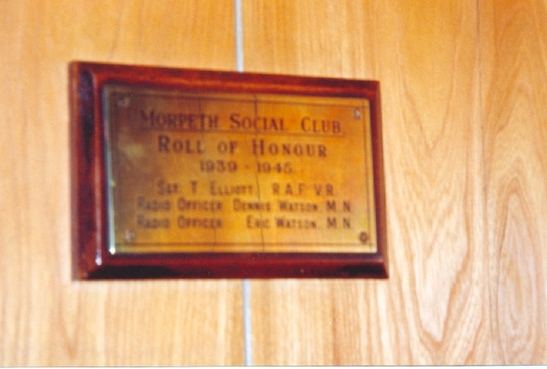 MORPETH SOCIAL CLUB.
ROLL OF HONOUR
1939 - 1945.
SGT. T. ELLIOTT. R.A.F.V.R.
RADIO OFFICER DENNIS WATSON M.N.
RADIO OFFICER ERIC WATSON. M.N.